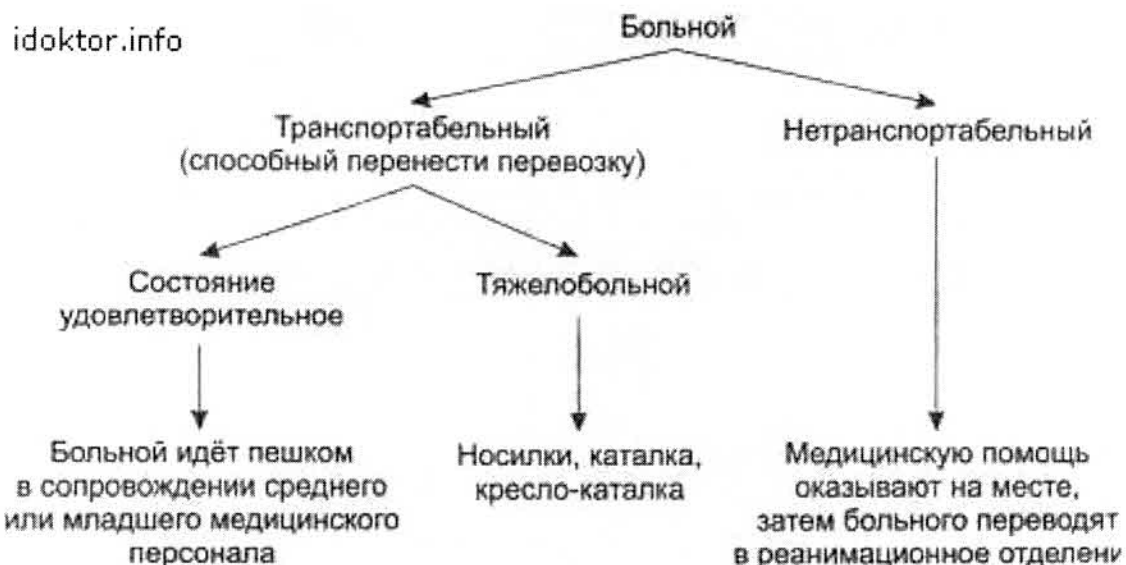 idoktor.info
Больной
Транспортабельный
(способный перенести перевозку)
Нетранспортабельный
Состояние
удовлетворительное
Тяжелобольной
Больной идёт пешком
в сопровождении среднего
или младшего медицинского
персонала
Носилки, каталка,
кресло-каталка
Медицинскую помощь
оказывают на месте,
затем больного переводят
в реанимационное отделени